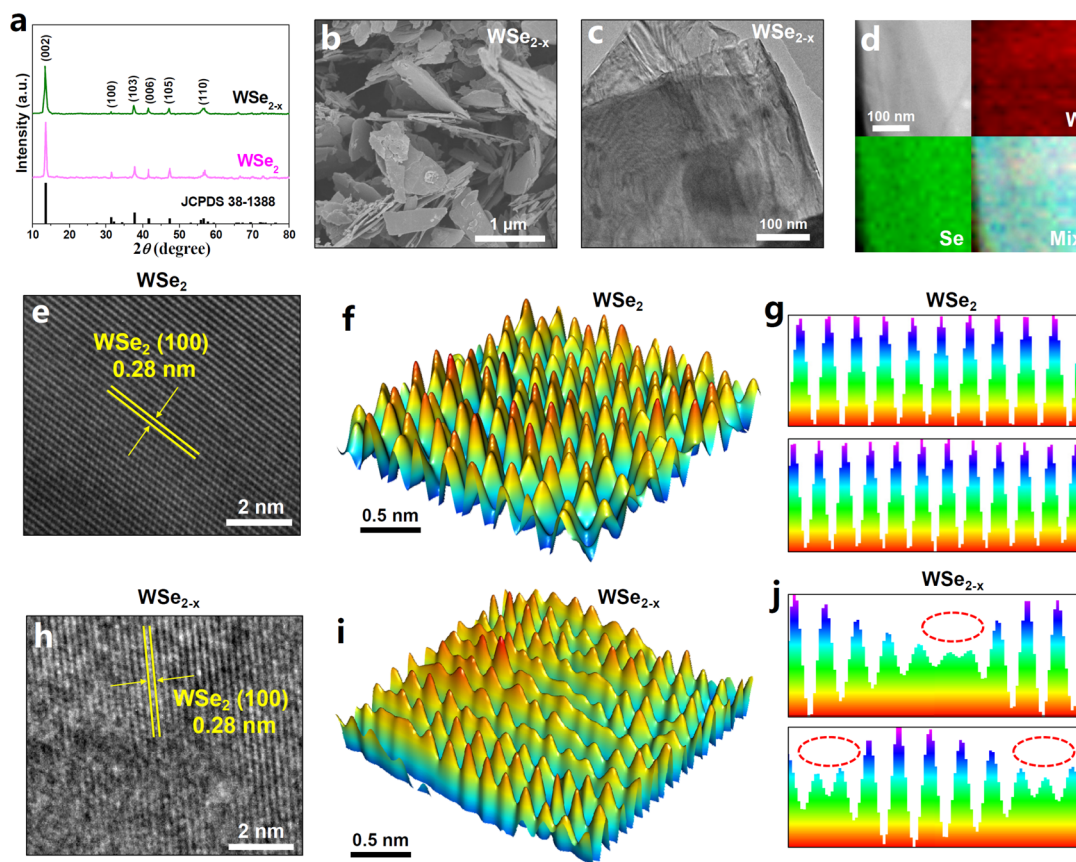 a
(002)
(100)
(103)
(006)
(105)
(110)
WSe2-x
WSe2
JCPDS 38-1388
Intensity (a.u.)
10 20 30 40 50 60 70 80
2θ (degree)
b
WSe2-x
1 µm
c
WSe2-x
100 nm
d
100 nm
W
Se
Mix
WSe2
e
WSe2 (100)
0.28 nm
2 nm
WSe2
f
0.5 nm
WSe2
g
WSe2-x
h
WSe2 (100)
0.28 nm
2 nm
WSe2-x
i
0.5 nm
WSe2-x
j